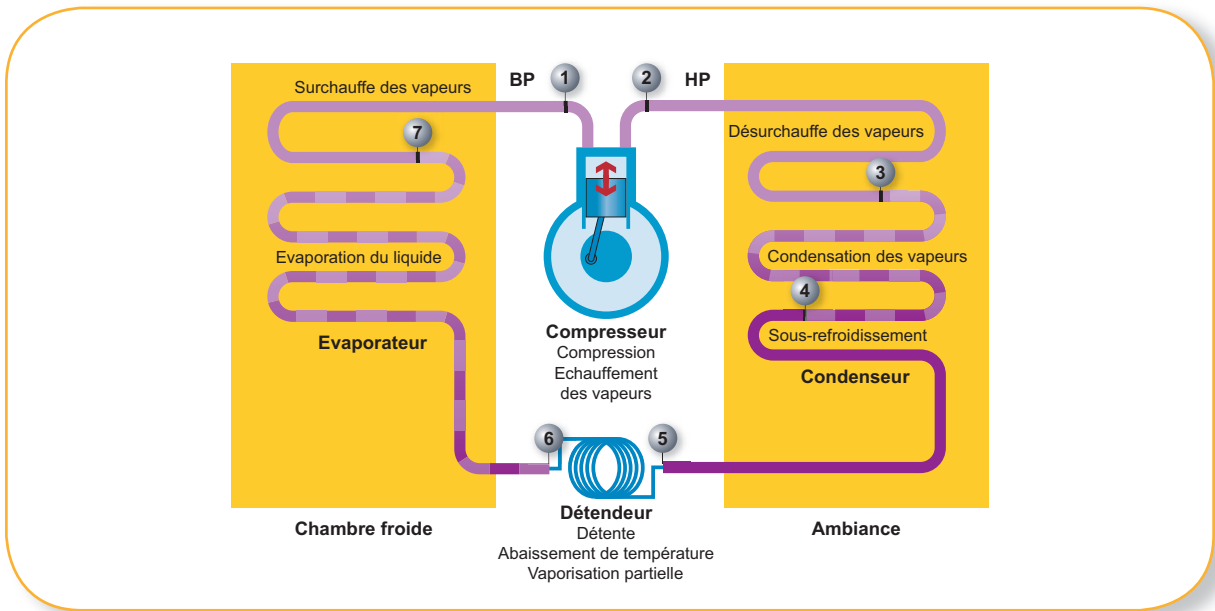 BP
1
2
HP
Surchauffe des vapeurs
7
Désurchauffe des vapeurs
3
Evaporation du liquide
Condensation des vapeurs
4
Evaporateur
Compresseur
Compression
Echauffement
des vapeurs
Sous-refroidissement
Condenseur
6
5
Chambre froide
Détendeur
Détente
Abaissement de température
Vaporisation partielle
Ambiance